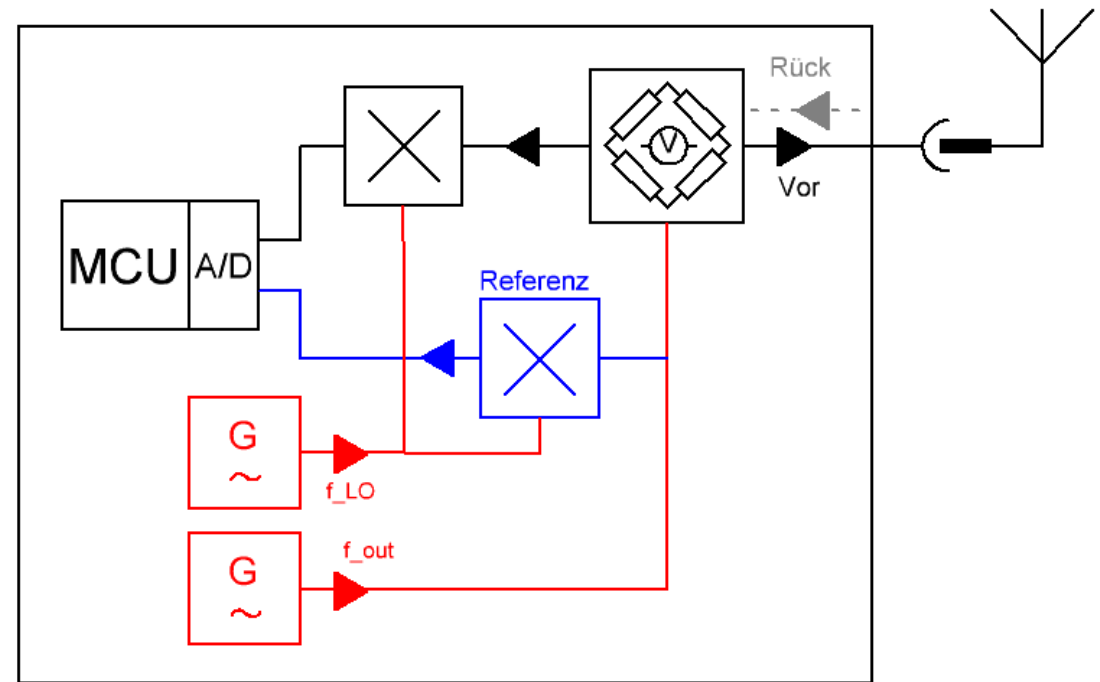 Rück
V
Vor
MCU
A/D
Referenz
G
~
f_LO
G
~
f_out